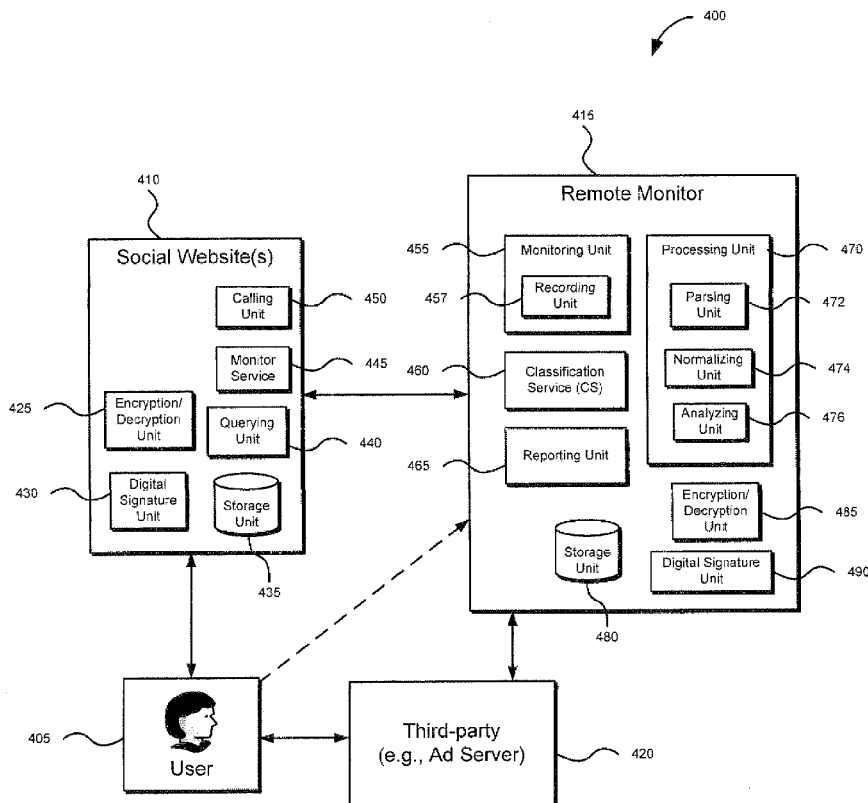 400
415
Remote Monitor
410
Social Website(s)
455
Monitoring Unit
Processing Unit
470
457
Recording
Unit
Parsing
Unit
472
Calling
Unit
450
Monitor
Service
445
460
Classification
Service (CS)
Normalizing
Unit
474
425
Encryption/
Decryption
Unit
Querying
Unit
440
Analyzing
Unit
476
465
Reporting Unit
430
Digital
Signature
Unit
Storage
Unit
435
Encryption/
Decryption
Unit
485
Storage
Unit
480
Digital Signature
Unit
490
405
User
Third-party
(e.g., Ad Server)
420